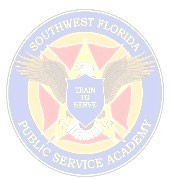 SOUTHWEST FLORIDA
TRAIN
TO
SERVE
PUBLIC SERVICE ACADEMY